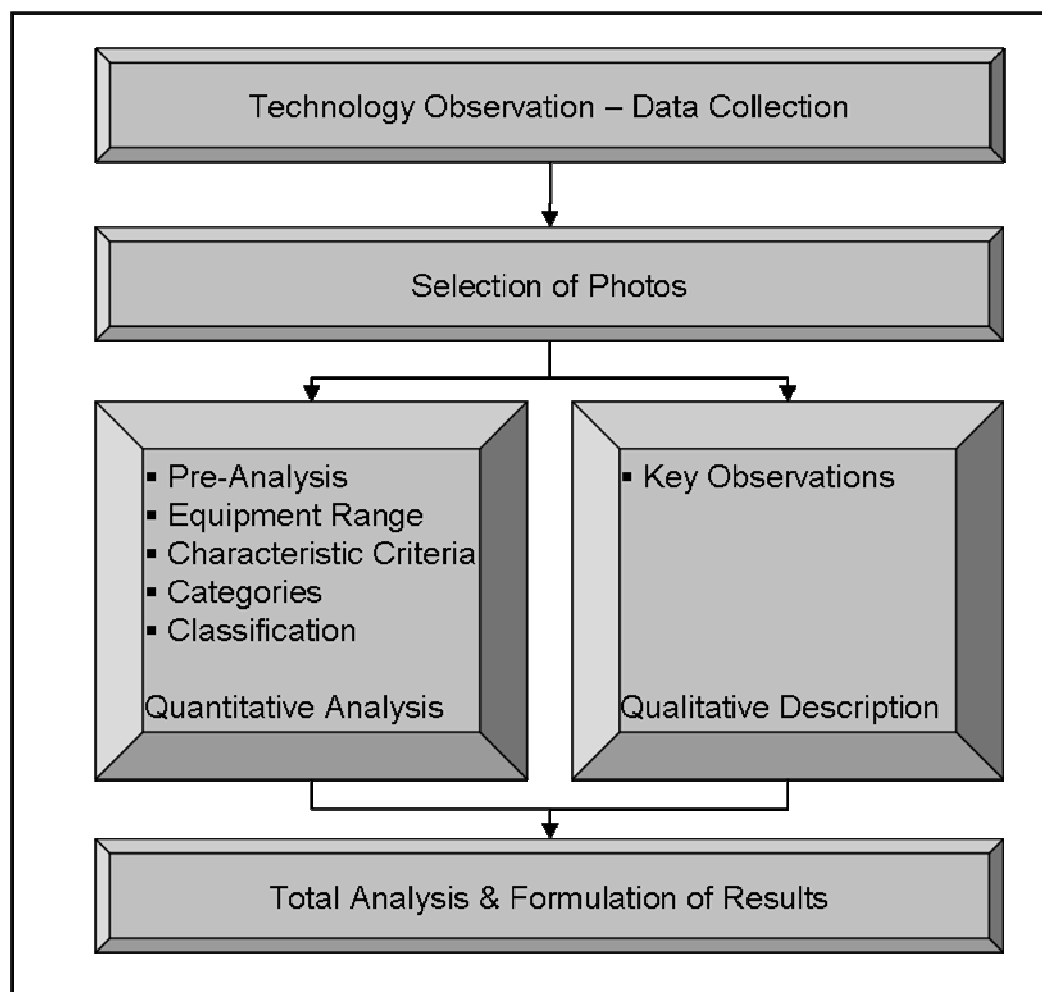 Technology Observation – Data Collection
Selection of Photos
▪ Pre-Analysis
▪ Equipment Range
▪ Characteristic Criteria
▪ Categories
▪ Classification
Quantitative Analysis
▪ Key Observations
Qualitative Description
Total Analysis & Formulation of Results